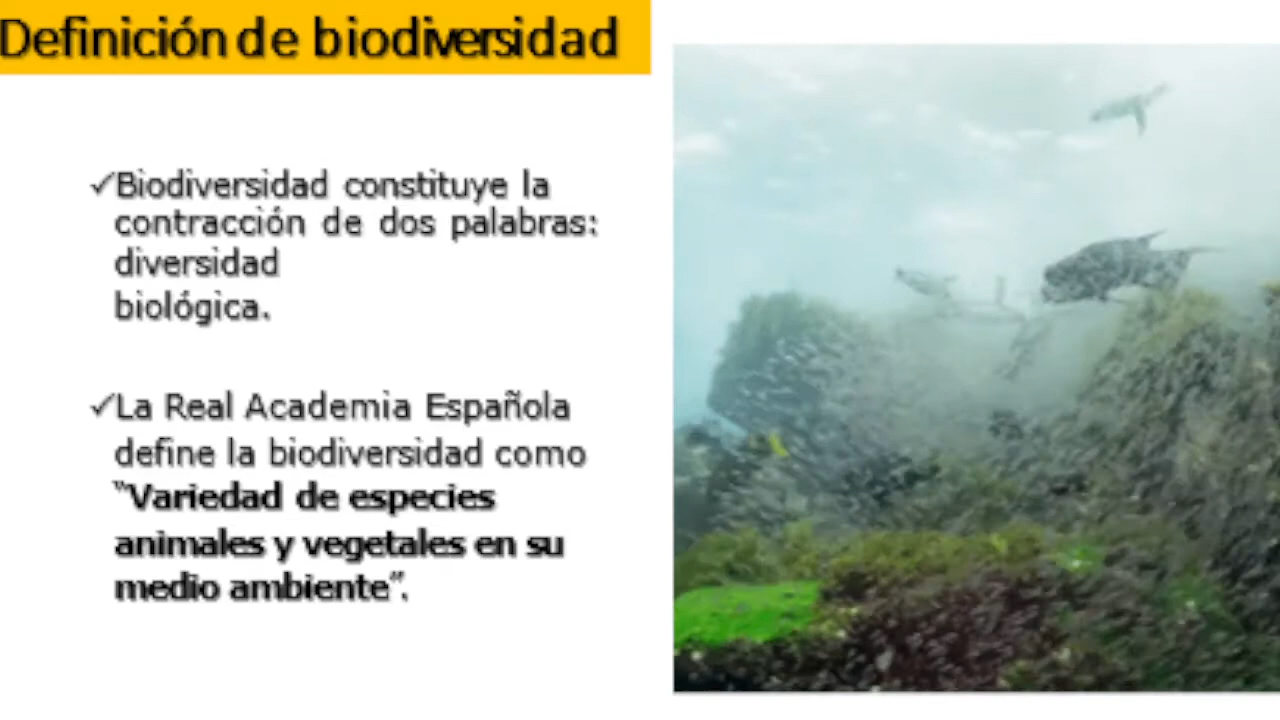 Definición de biodiversidad
✓Biodiversidad constituye la
contracción de dos palabras:
diversidad
biológica.
✓La Real Academia Española
define la biodiversidad como
“Variedad de especies
animales y vegetales en su
medio ambiente”.